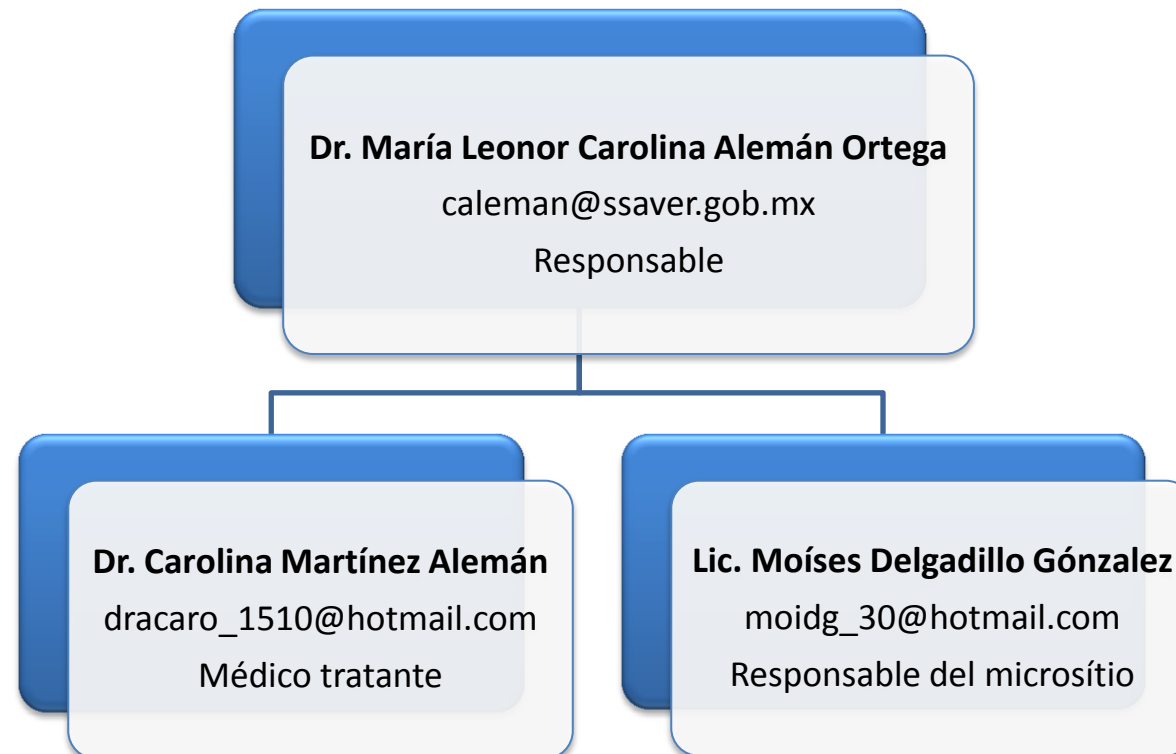 Dr. María Leonor Carolina Alemán Ortega
caleman@ssaver.gob.mx
Responsable
Dr. Carolina Martínez Alemán
dracaro_1510@hotmail.com
Médico tratante
Lic. Moíses Delgadillo Gónzalez
moidg_30@hotmail.com
Responsable del microsítio